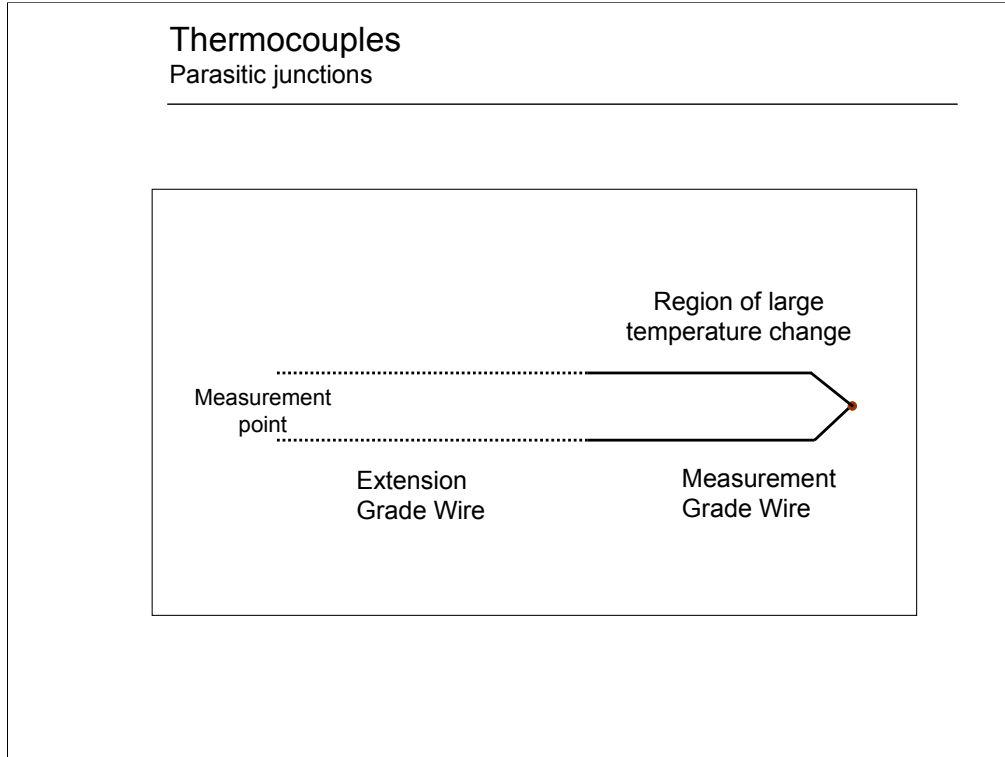 Thermocouples
Parasitic junctions
Region of large
temperature change
Measurement
point
Extension
Grade Wire
Measurement
Grade Wire